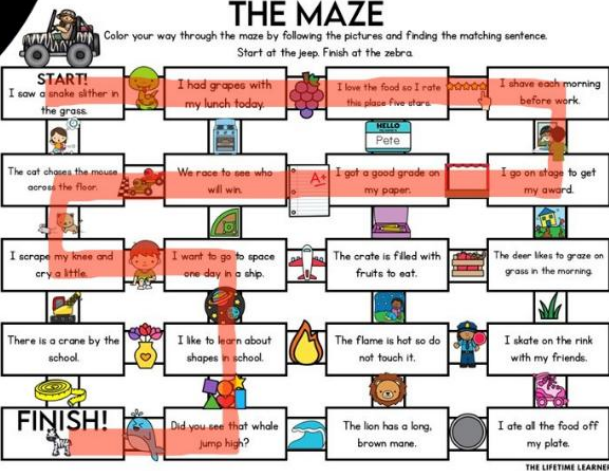 THE MAZE
Color your way through the maze by following the pictures and finding the matching sentence.
Start at the jeep. Finish at the zebra.
START!
I saw a snake slither in
the grass.
I had grapes with
my lunch today.
I love the food so I rate
this place five stars.
I shave each morning
before work.
HELLO
Pete
The cat chases the mouse
across the floor.
We race to see who
will win.
A+
I got a good grade on
my paper.
I go on stage to get
my award.
I scrape my knee and
cry a little.
I want to go to space
one day in a ship.
The crate is filled with
fruits to eat.
The deer likes to graze on
grass in the morning.
There is a crane by the
school.
I like to learn about
shapes in school.
The flame is hot so do
not touch it.
I skate on the rink
with my friends.
FINISH!
Did you see that whale
jump high?
The lion has a long,
brown mane.
I ate all the food off
my plate.
THE LIFETIME LEARNER